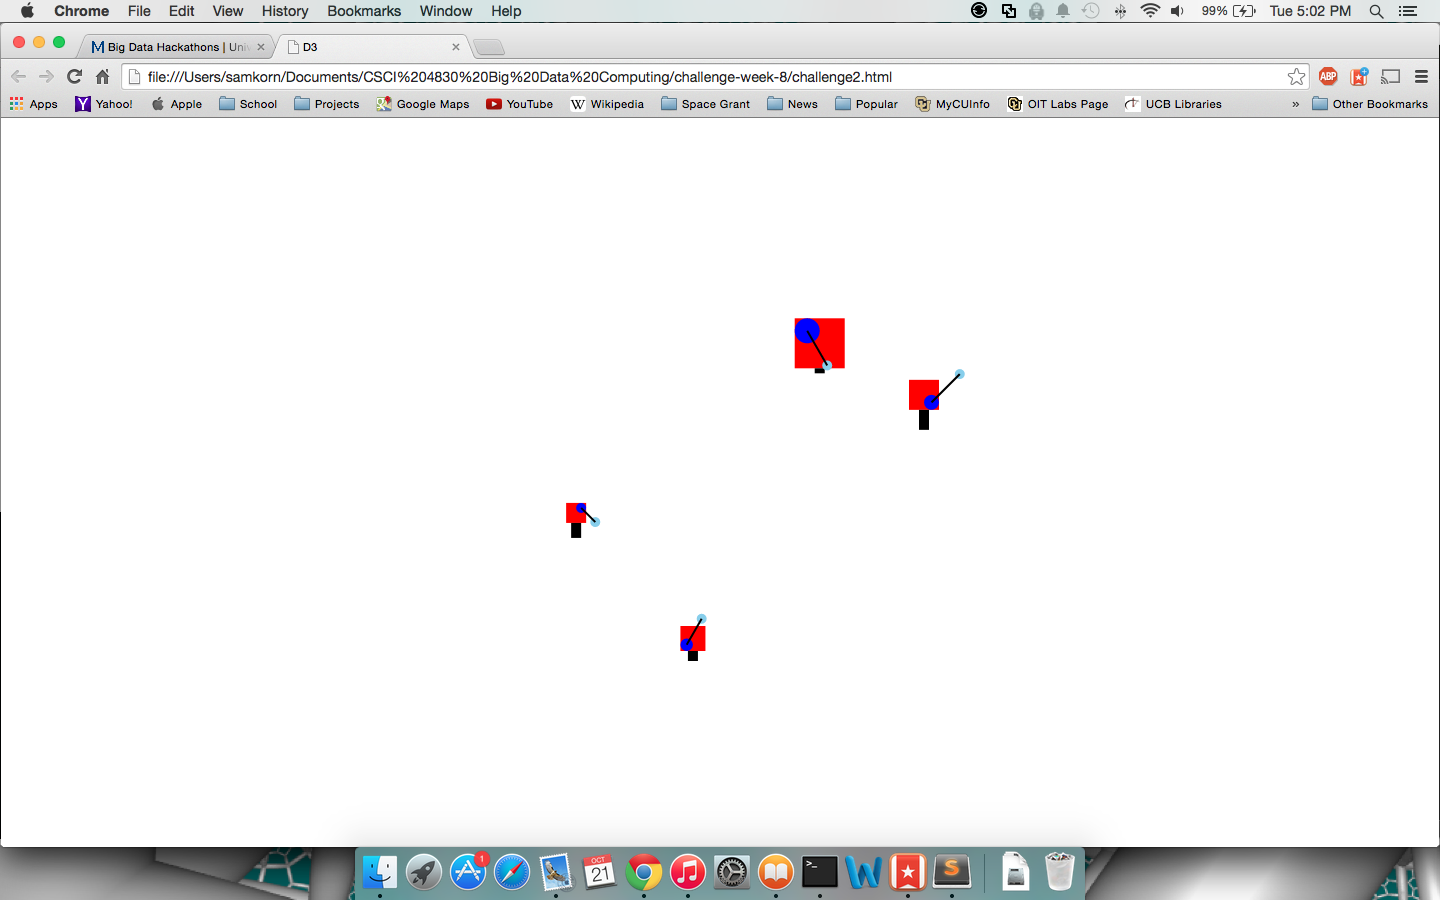 Chrome File Edit View History Bookmarks Window Help 99% Tue 5:02 PM
Big Data Hackathons | Uni D3
file:///Users/samkorn/Documents/CSCI%204830%20Big%20Data%20Computing/challenge-week-8/challenge2.html ABP
Apps Yahoo! Apple School Projects Google Maps YouTube W Wikipedia Space Grant News Popular MyCUInfo OIT Labs Page UCB Libraries » Other Bookmarks
1 OCT 21 >_ W S